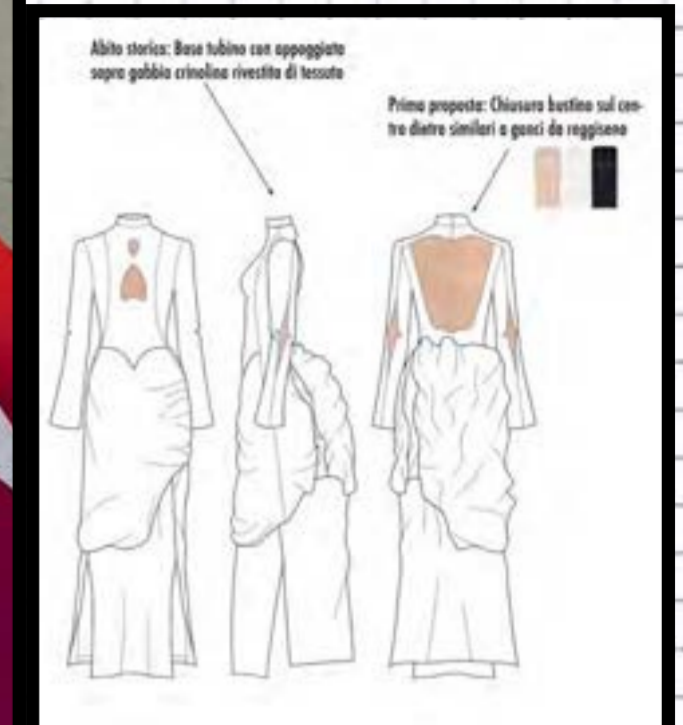 Abito storico: Base tubino con appoggiata
sopra gabbia crinolina rivestita di tessuto
Prima proposta: Chiusura bustino sul cen-
tro dietro similari a ganci da reggiseno